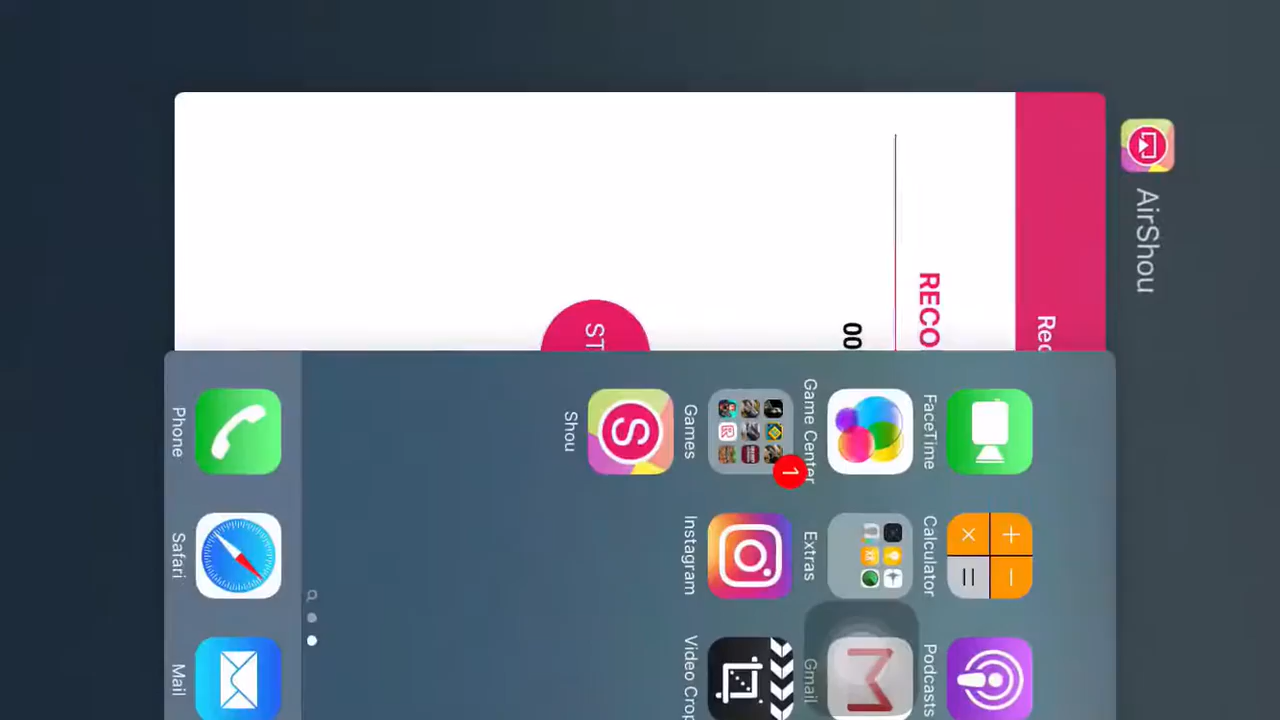 AirShou
Rec
RECO
00
ST
FaceTime
Calculator
Podcasts
Game Center
Extras
Gmail
1
Games
Instagram
Video Crop
Shou
S
Phone
Safari
Mail